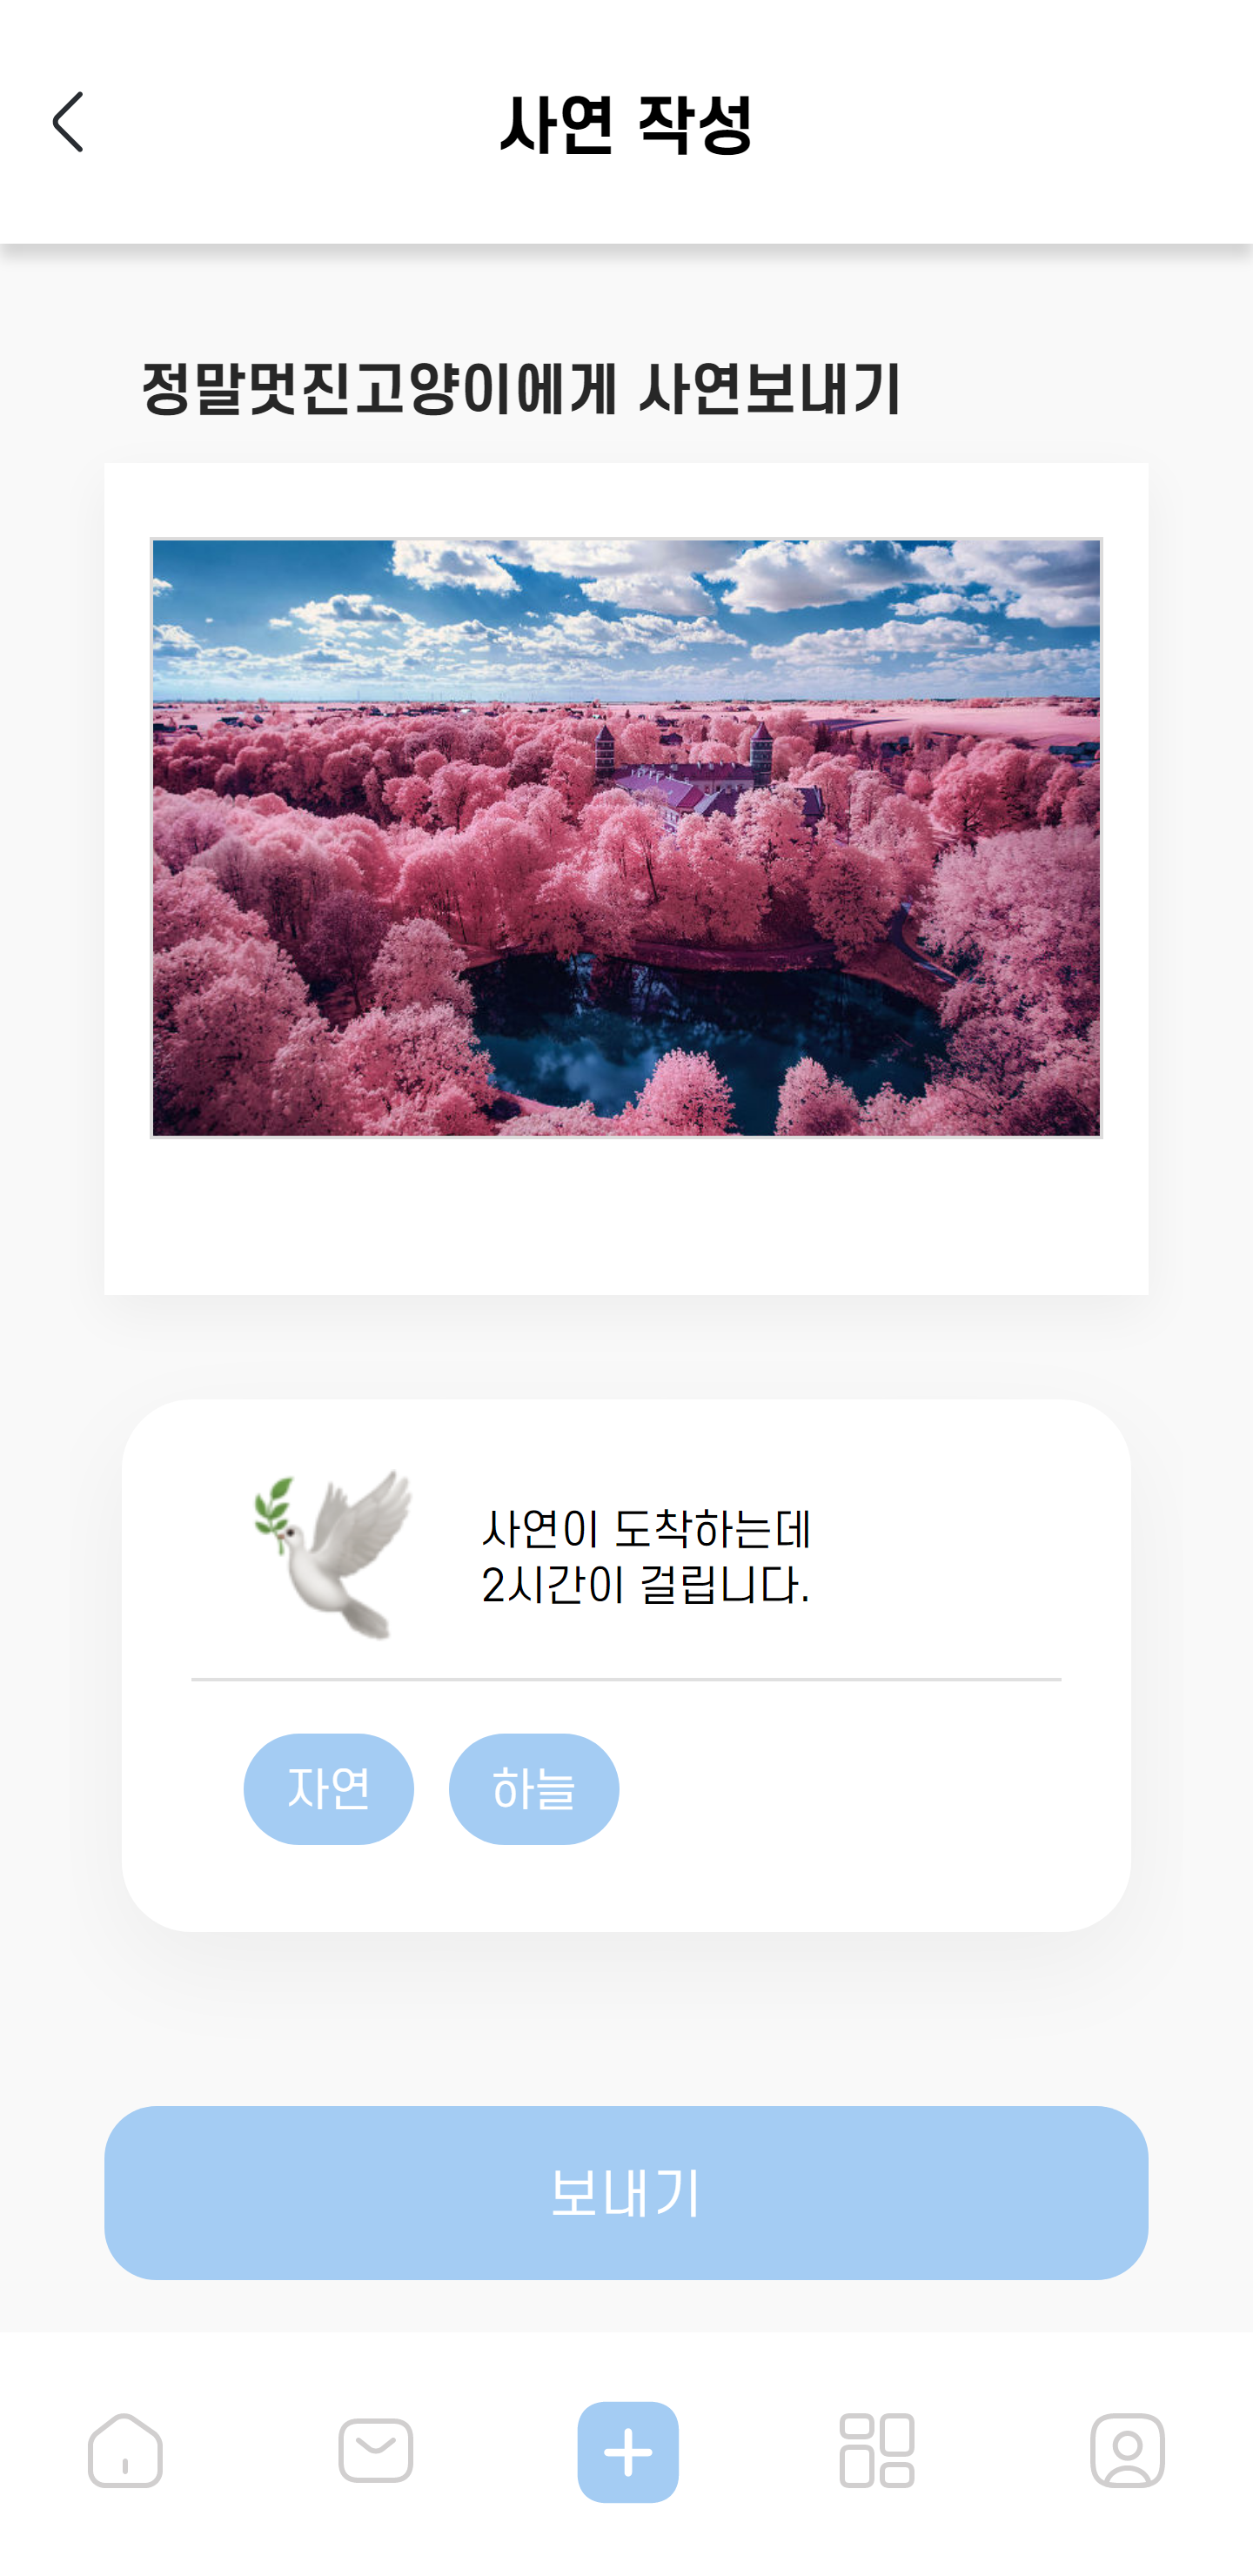 사연 작성
정말멋진고양이에게 사연보내기
사연이 도착하는데
2시간이 걸립니다.
자연 하늘
보내기